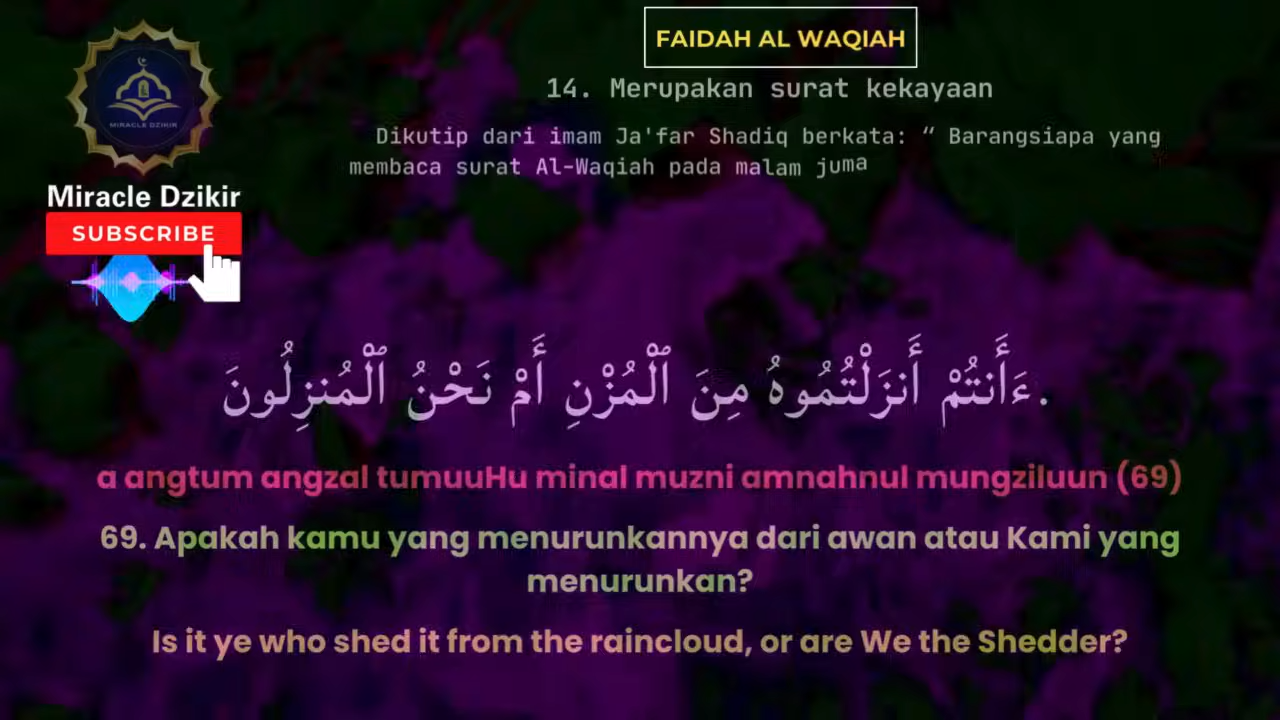 FAIDAH AL WAQIAH
14. Merupakan surat kekayaan
Dikutip dari imam Ja'far Shadiq berkata: “ Barangsiapa yang
membaca surat Al-Waqiah pada malam juma
MIRACLE DZIKIR
Miracle Dzikir
SUBSCRIBE
ءَأَنتُمْ أَنزَلْتُمُوهُ مِنَ ٱلْمُزْنِ أَمْ نَحْنُ ٱلْمُنزِلُونَ.
a angtum angzal tumuuHu minal muzni amnahnul mungziluun (69)
69. Apakah kamu yang menurunkannya dari awan atau Kami yang
menurunkan?
Is it ye who shed it from the raincloud, or are We the Shedder?